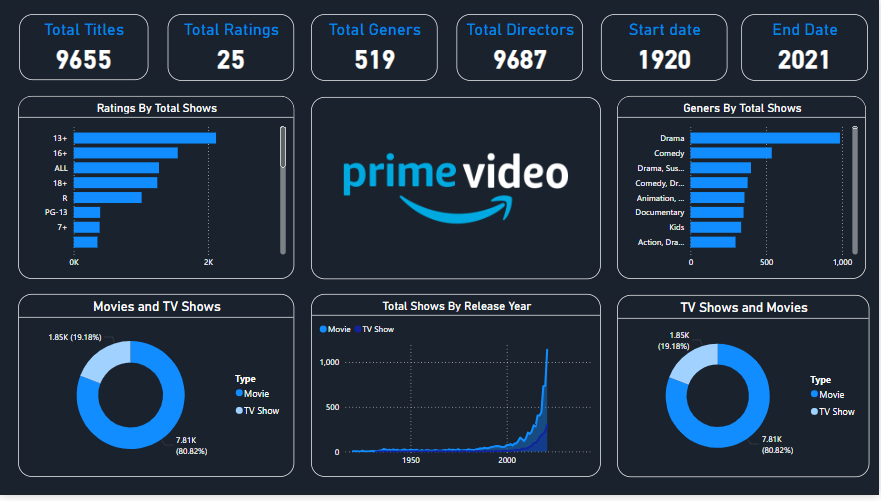 Total Titles
9655
Total Ratings
25
Total Geners
519
Total Directors
9687
Start date
1920
End Date
2021
Ratings By Total Shows
13+
16+
ALL
18+
R
PG-13
7+
0K 2K
prime video
Geners By Total Shows
Drama
Comedy
Drama, Sus...
Comedy, Dr...
Animation, ...
Documentary
Kids
Action, Dra...
0 500 1,000
Movies and TV Shows
1.85K (19.18%)
Type
Movie
TV Show
7.81K
(80.82%)
Total Shows By Release Year
Movie TV Show
1,000
500
0
1950 2000
TV Shows and Movies
1.85K
(19.18%)
Type
Movie
TV Show
7.81K
(80.82%)